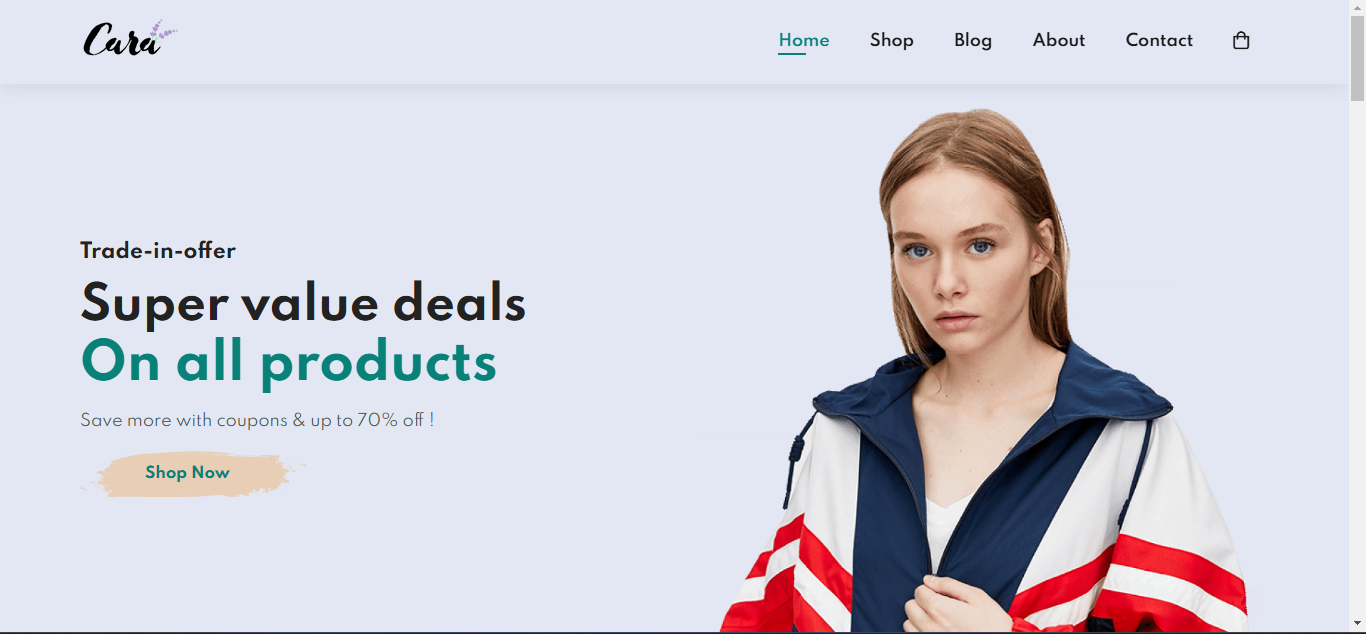 Cara
Home Shop Blog About Contact
Trade-in-offer
Super value deals
On all products
Save more with coupons & up to 70% off !
Shop Now